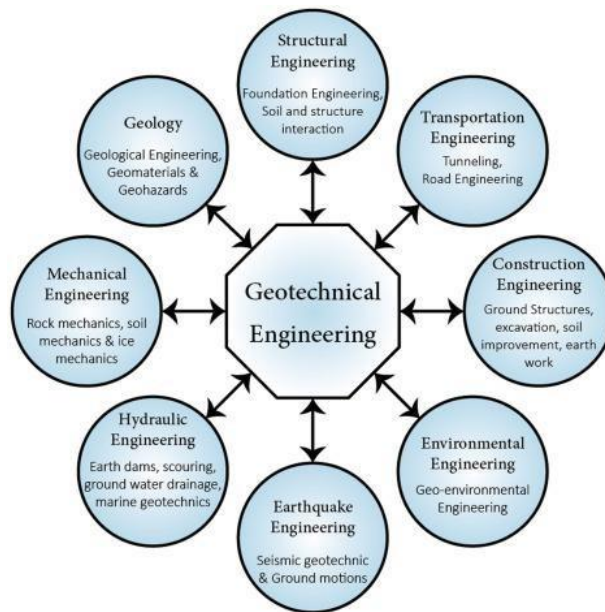 Structural
Engineering
Foundation Engineering,
Soil and structure
interaction
Geology
Geological Engineering,
Geomaterials &
Geohazards
Transportation
Engineering
Tunneling,
Road Engineering
Mechanical
Engineering
Rock mechanics, soil
mechanics & ice
mechanics
Geotechnical
Engineering
Construction
Engineering
Ground Structures,
excavation, soil
improvement, earth
work
Hydraulic
Engineering
Earth dams, scouring,
ground water drainage,
marine geotechnics
Environmental
Engineering
Geo-environmental
Engineering
Earthquake
Engineering
Seismic geotechnic
& Ground motions